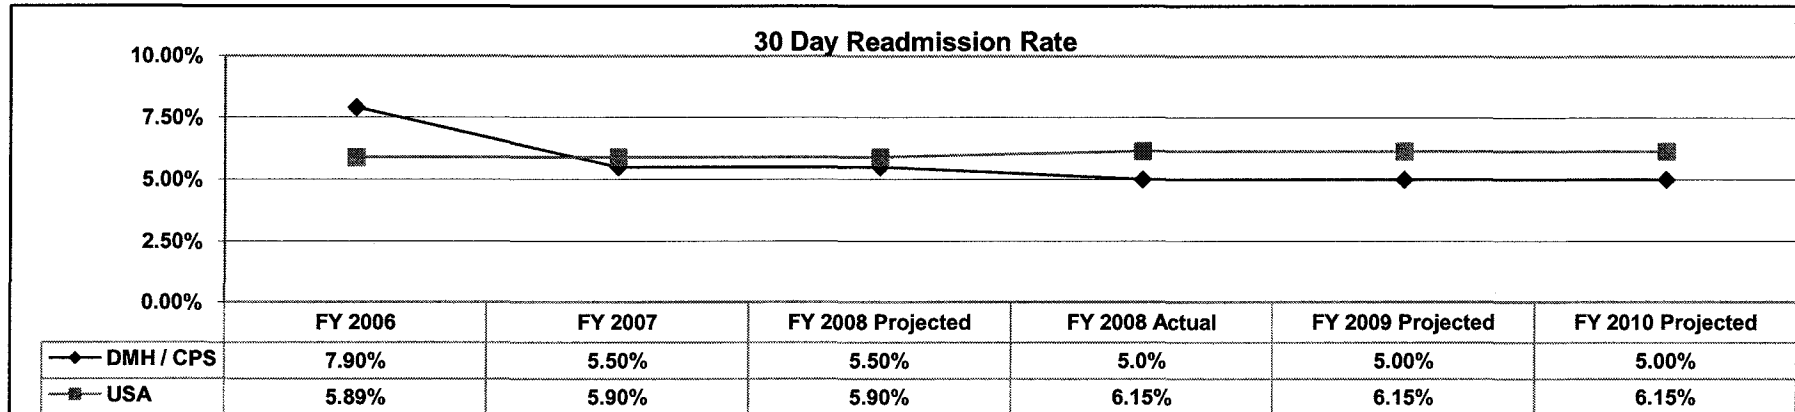 30 Day Readmission Rate
10.00%
7.50%
5.00%
2.50%
0.00%
FY 2006 FY 2007 FY 2008 Projected FY 2008 Actual FY 2009 Projected FY 2010 Projected
DMH / CPS 7.90% 5.50% 5.50% 5.0% 5.00% 5.00%
USA 5.89% 5.90% 5.90% 6.15% 6.15% 6.15%